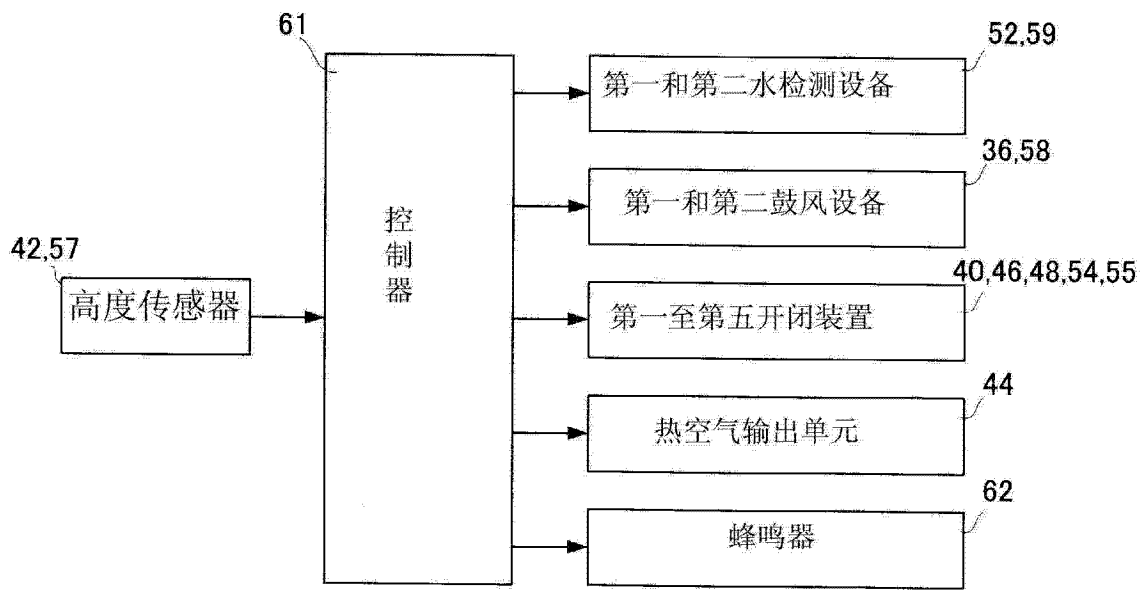 61
52,59
第一和第二水检测设备
36,58
第一和第二鼓风设备
控制器
42,57
高度传感器
40,46,48,54,55
第一至第五开闭装置
44
热空气输出单元
62
蜂鸣器